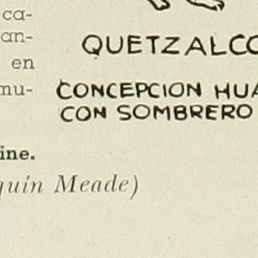 ca-
an-
en
mu-
ine.
quín Meade)
QUETZALCO
CONCEPCION HUA
CON SOMBRERO